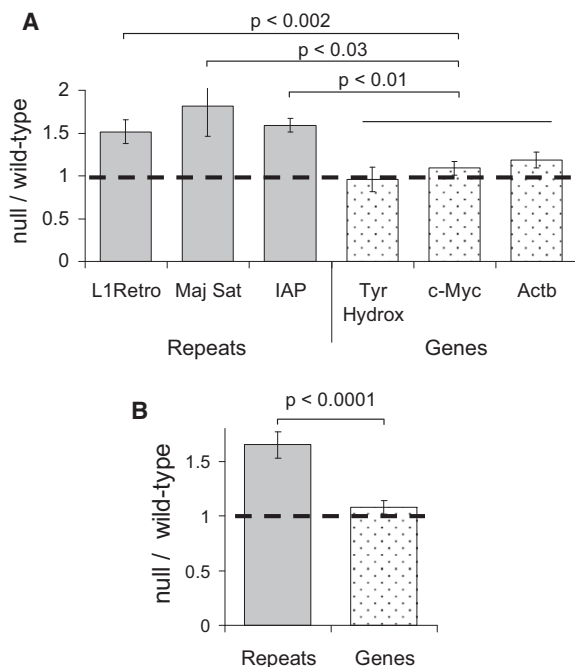 A
p < 0.002
p < 0.03
p < 0.01
null / wild-type
2
1.5
1
0.5
0
L1Retro Maj Sat IAP Tyr Hydrox c-Myc Actb
Repeats Genes
B
p < 0.0001
null / wild-type
1.5
1
0.5
0
Repeats Genes